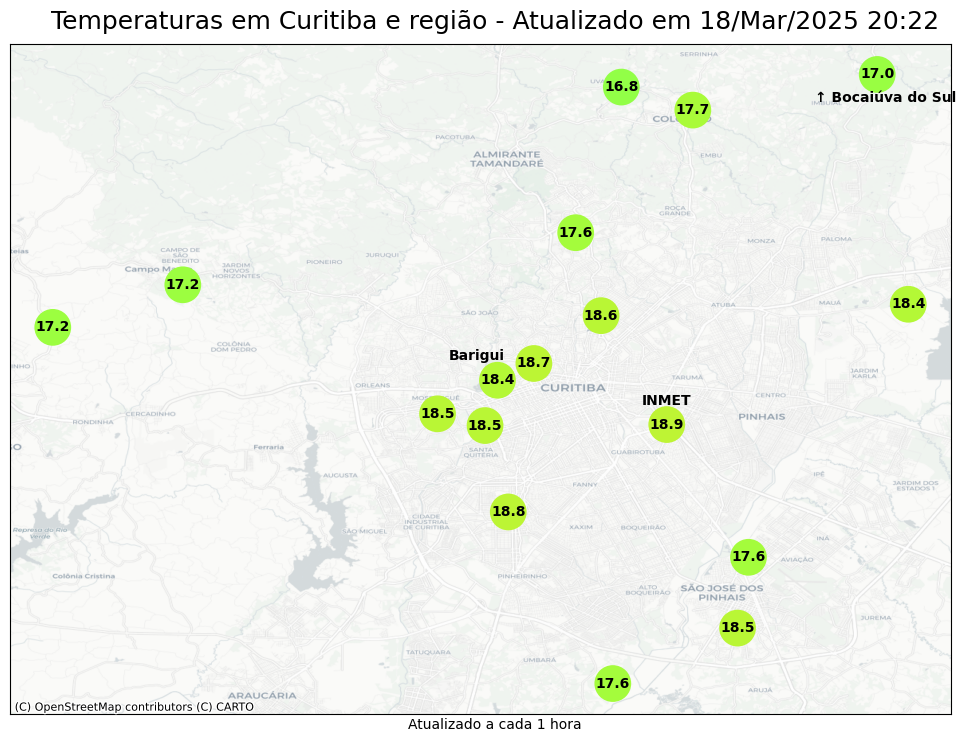 Temperaturas em Curitiba e região - Atualizado em 18/Mar/2025 20:22
SERRINHA
17.0
16.8
↑ Bocaiúva do Sul
17.7
PACOTUBA
ALMIRANTE
TAMANDARÉ
EMBU
ROÇA
GRANDE
17.6
MONZA
PALOMA
CAMPO DE
SÃO
BENEDITO
JURUQUI
PIONEIRO
JARDIM
NOVOS
HORIZONTES
17.2
18.4
MAUÁ
ATUBA
SÃO JOÃO
18.6
17.2
COLÔNIA
DOM PEDRO
Barigui
18.7
18.4
JARDIM
KARLA
TARUMÃ
ORLEANS
CURITIBA
CENTRO
INMET
18.5
CERCADINHO
RONDINHA
PINHAIS
18.5
18.9
Ferraria
SANTA
QUITÉRIA
GUABIROTUBA
AUGUSTA
IPÊ
FANNY
JARDIM DOS
ESTADOS I
18.8
CIDADE
INDUSTRIAL
DE CURITIBA
SÃO MIGUEL
XAXIM
BOQUEIRÃO
Represa do Rio
Verde
INÁ
17.6
AVIAÇÃO
Colônia Cristina
PINHEIRINHO
ALTO
BOQUEIRÃO
SÃO JOSÉ DOS
PINHAIS
JUREMA
18.5
TATUQUARA
UMBARÁ
17.6
ARUJÁ
ARAUCÁRIA
(C) OpenStreetMap contributors (C) CARTO
Atualizado a cada 1 hora